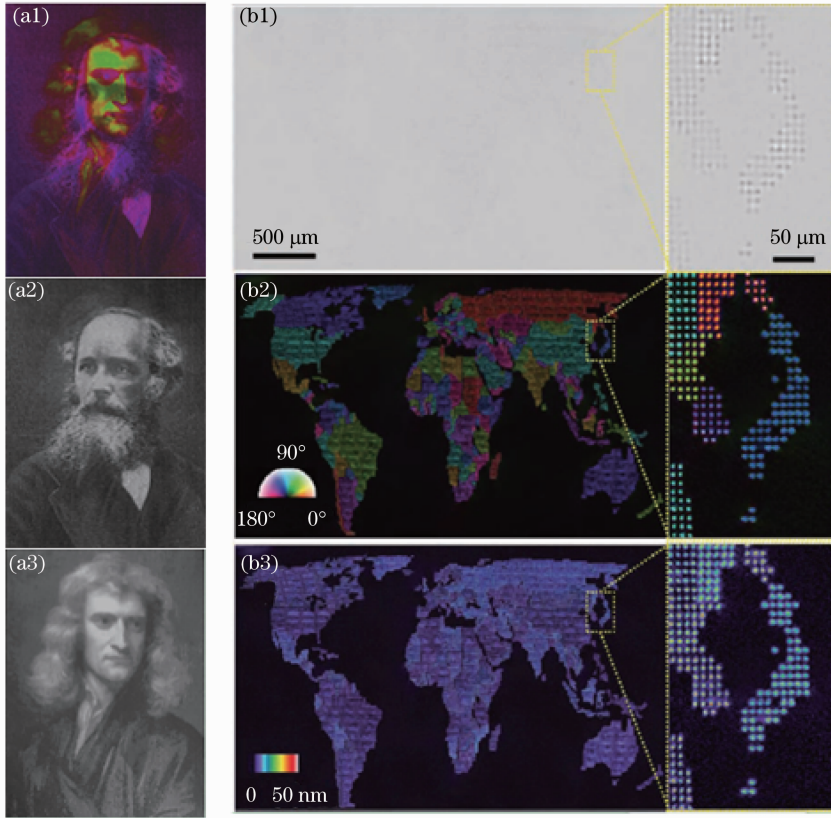 (a1)
(b1)
500 μm
50 μm
(a2)
(b2)
90°
180°
0°
(a3)
(b3)
0
50 nm